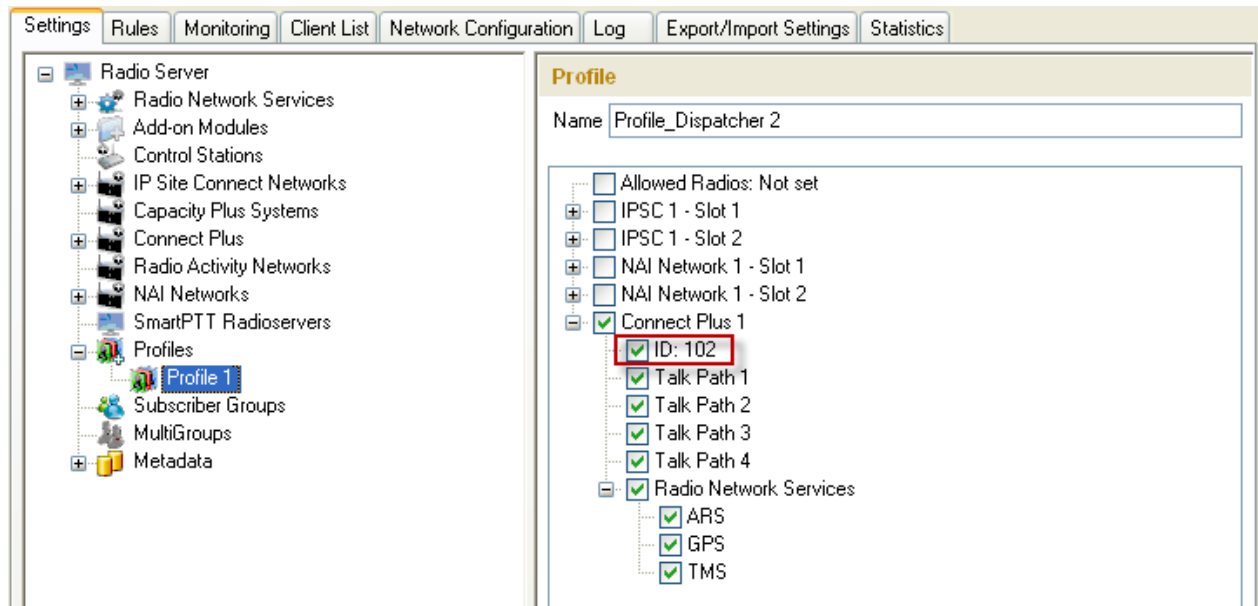 Settings Rules Monitoring Client List Network Configuration Log Export/Import Settings Statistics
Radio Server
Radio Network Services
Add-on Modules
Control Stations
IP Site Connect Networks
Capacity Plus Systems
Connect Plus
Radio Activity Networks
NAI Networks
SmartPTT Radioservers
Profiles
Profile 1
Subscriber Groups
MultiGroups
Metadata
Profile
Name Profile_Dispatcher 2
Allowed Radios: Not set
IPSC 1 - Slot 1
IPSC 1 - Slot 2
NAI Network 1 - Slot 1
NAI Network 1 - Slot 2
Connect Plus 1
ID: 102
Talk Path 1
Talk Path 2
Talk Path 3
Talk Path 4
Radio Network Services
ARS
GPS
TMS